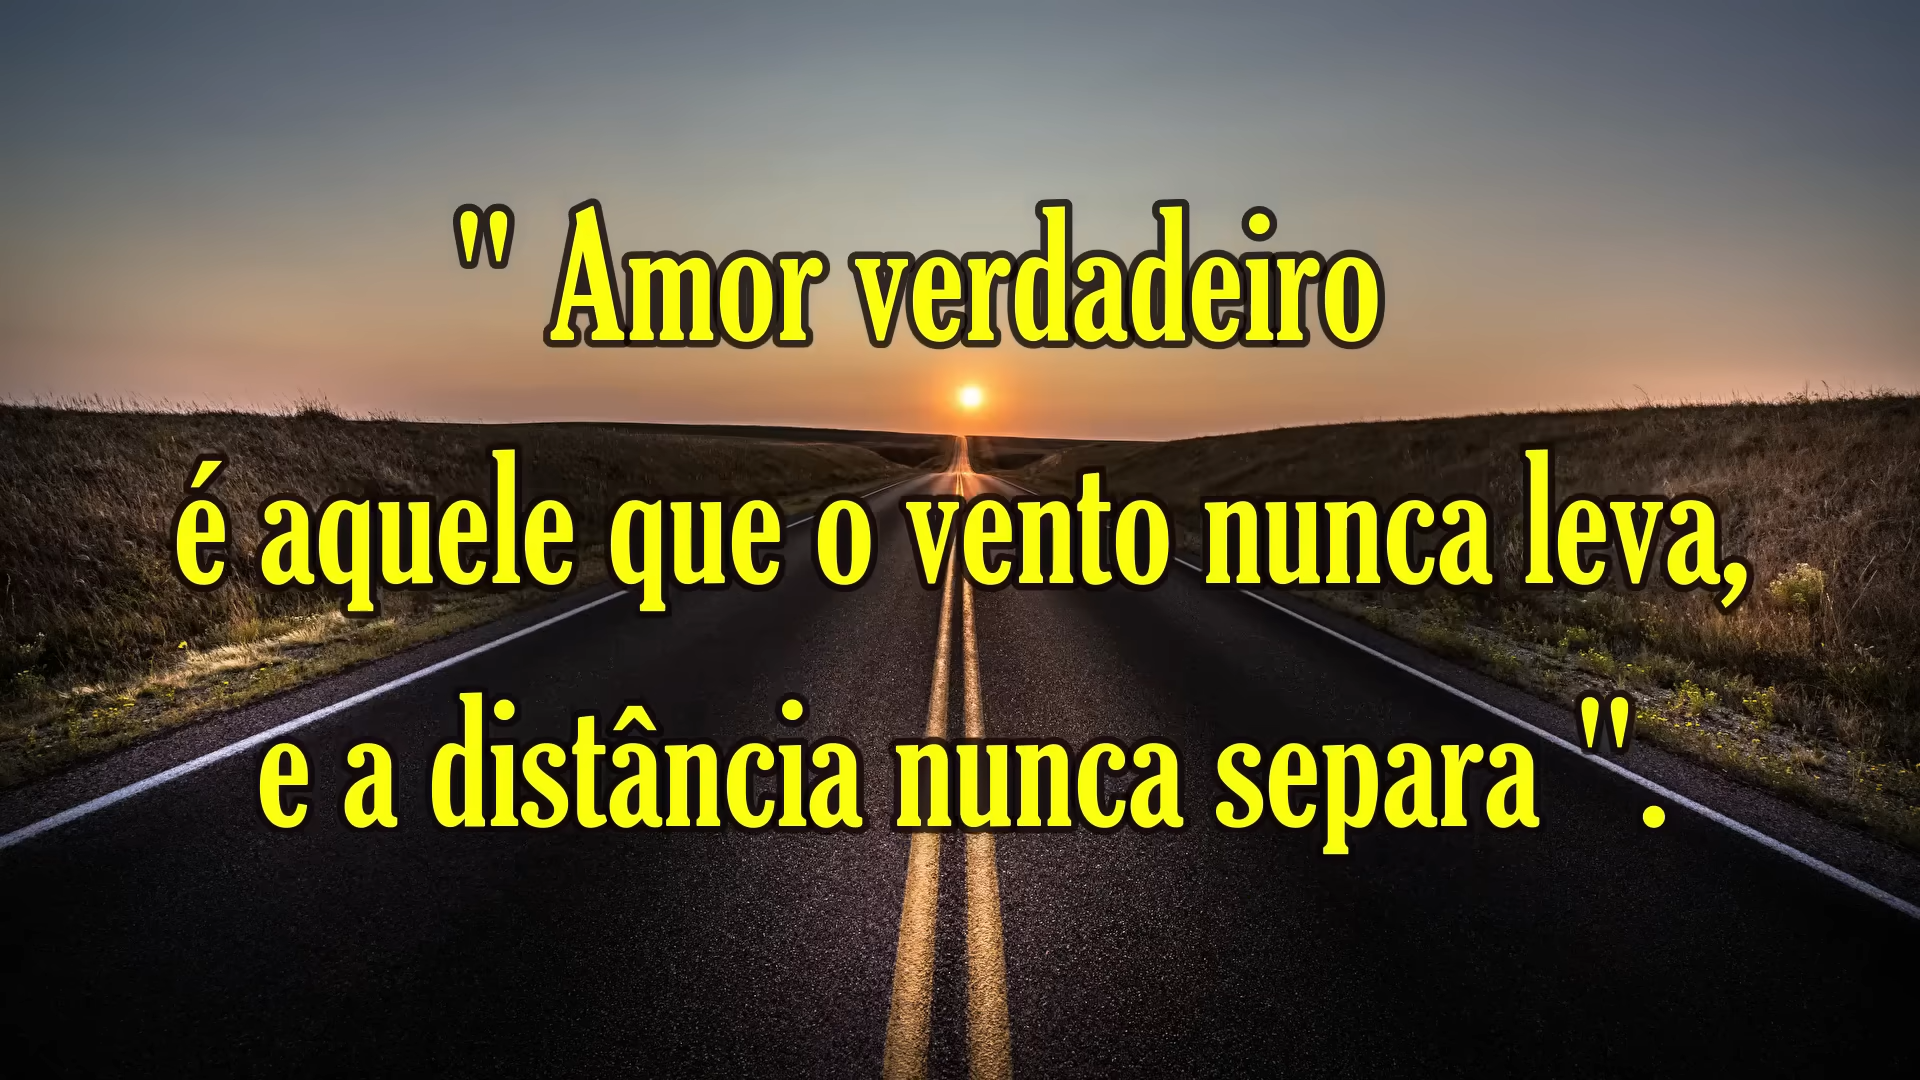 " Amor verdadeiro
é aquele que o vento nunca leva,
e a distância nunca separa ".